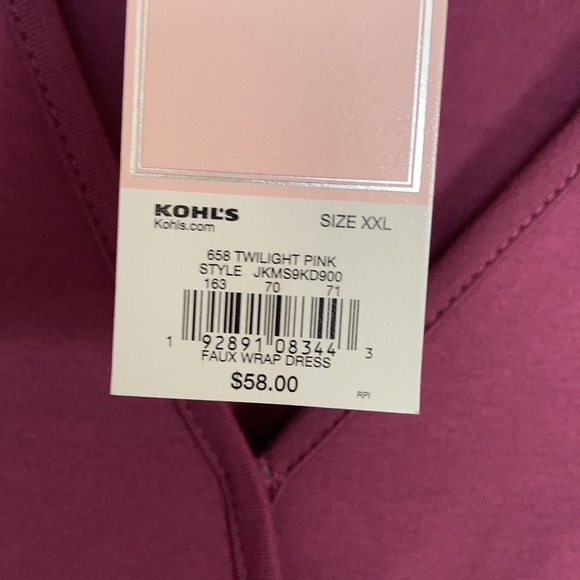 KOHL'S SIZE XXL
Kohls.com
658 TWILIGHT PINK
STYLE JKMS9KD900
163 70 71
1 92891 08344 3
FAUX WRAP DRESS
$58.00
RPI